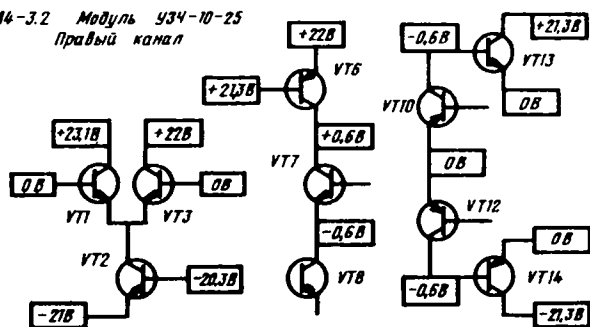 А4-3.2 Модуль УЗЧ-10-25
Правый канал
+22В
VT6
+21,3В
-0,6В
+21,3В
VT13
0В
VT10
+23,1В
+22В
+0,6В
0В
0В
VT1
VT3
VT7
0В
VT12
-0,6В
VT2
-20,3В
-21В
VT8
-0,6В
0В
VT14
-21,3В